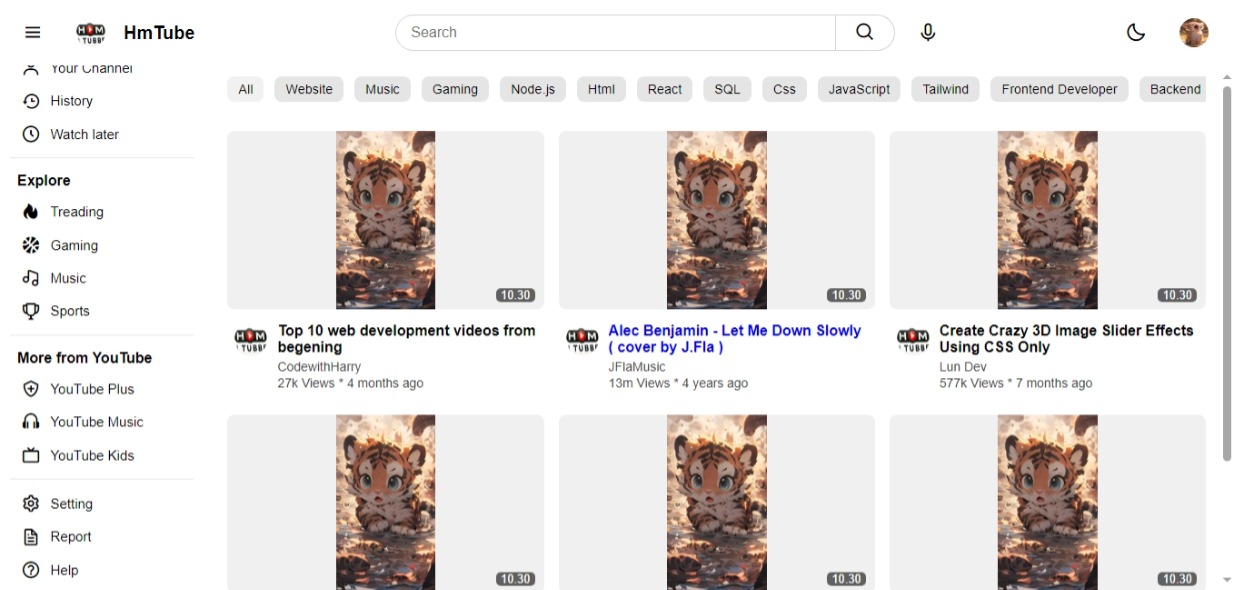 HmTube
Search
Your Channel
History
Watch later
Explore
Treading
Gaming
Music
Sports
More from YouTube
YouTube Plus
YouTube Music
YouTube Kids
Setting
Report
Help
All Website Music Gaming Node.js Html React SQL Css JavaScript Tailwind Frontend Developer Backend
10.30
10.30
10.30
HM
TUBBF
Top 10 web development videos from
begening
CodewithHarry
27k Views * 4 months ago
Alec Benjamin - Let Me Down Slowly
( cover by J.Fla )
JFlaMusic
13m Views * 4 years ago
Create Crazy 3D Image Slider Effects
Using CSS Only
Lun Dev
577k Views * 7 months ago
10.30
10.30
10.30